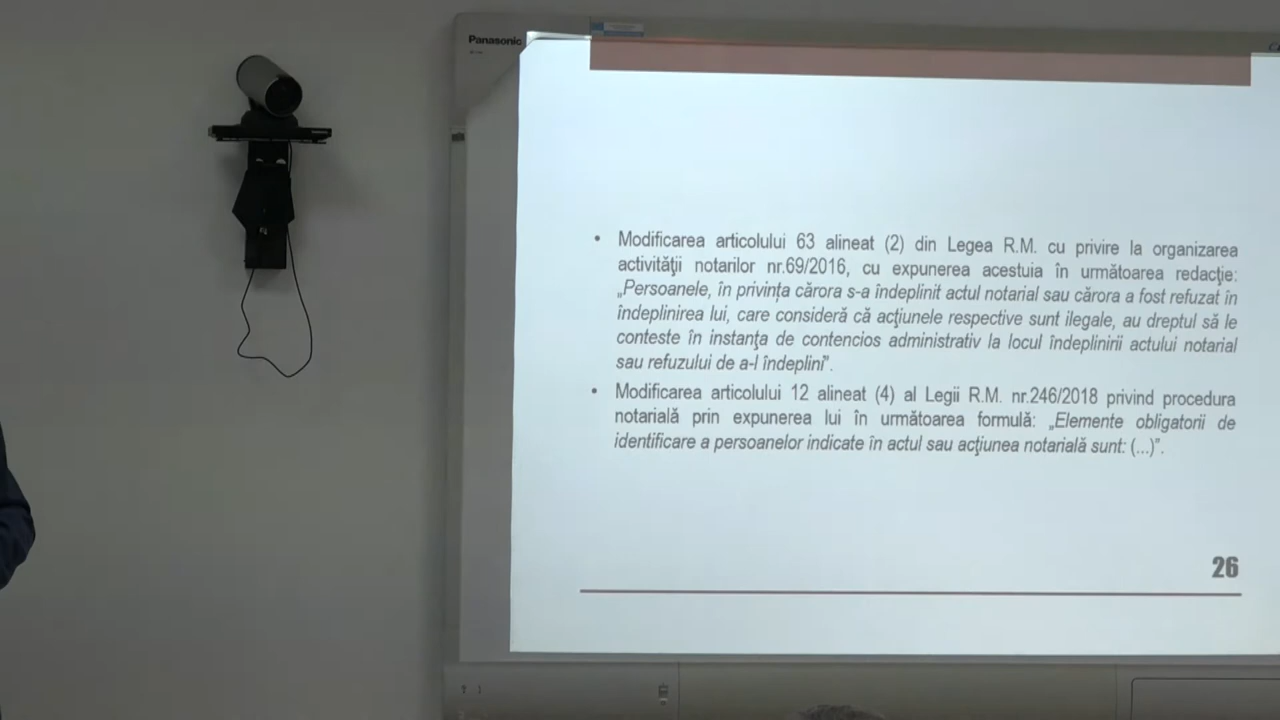 Panasonic
• Modificarea articolului 63 alineat (2) din Legea R.M. cu privire la organizarea
activităţii notarilor nr.69/2016, cu expunerea acestuia în următoarea redacţie:
„Persoanele, în privința cărora s-a îndeplinit actul notarial sau cărora a fost refuzat în
îndeplinirea lui, care consideră că acţiunile respective sunt ilegale, au dreptul să le
conteste în instanţa de contencios administrativ la locul îndeplinirii actului notarial
sau refuzului de a-l îndeplini”.
• Modificarea articolului 12 alineat (4) al Legii R.M. nr.246/2018 privind procedura
notarială prin expunerea lui în următoarea formulă: „Elemente obligatorii de
identificare a persoanelor indicate în actul sau acţiunea notarială sunt: (...)”.
26